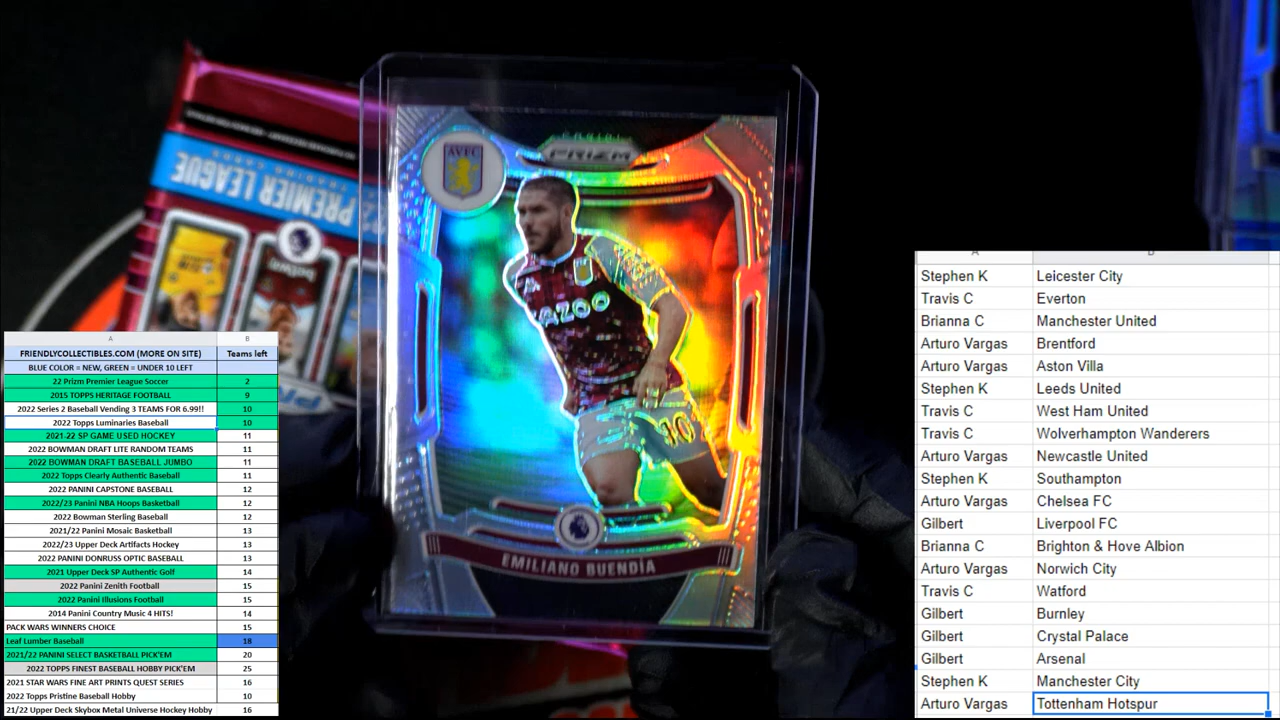 PREMIER LEAGUE
AVFC
PANINI
PRIZM
CAZOO
10
EMILIANO BUENDÍA
A B
FRIENDLYCOLLECTIBLES.COM (MORE ON SITE) Teams left
BLUE COLOR = NEW, GREEN = UNDER 10 LEFT
22 Prizm Premier League Soccer 2
2015 TOPPS HERITAGE FOOTBALL 9
2022 Series 2 Baseball Vending 3 TEAMS FOR 6.99!! 10
2022 Topps Luminaries Baseball 10
2021-22 SP GAME USED HOCKEY 11
2022 BOWMAN DRAFT LITE RANDOM TEAMS 11
2022 BOWMAN DRAFT BASEBALL JUMBO 11
2022 Topps Clearly Authentic Baseball 11
2022 PANINI CAPSTONE BASEBALL 12
2022/23 Panini NBA Hoops Basketball 12
2022 Bowman Sterling Baseball 12
2021/22 Panini Mosaic Basketball 13
2022/23 Upper Deck Artifacts Hockey 13
2022 PANINI DONRUSS OPTIC BASEBALL 13
2021 Upper Deck SP Authentic Golf 14
2022 Panini Zenith Football 15
2022 Panini Illusions Football 15
2014 Panini Country Music 4 HITS! 14
PACK WARS WINNERS CHOICE 15
Leaf Lumber Baseball 18
2021/22 PANINI SELECT BASKETBALL PICK'EM 20
2022 TOPPS FINEST BASEBALL HOBBY PICK'EM 25
2021 STAR WARS FINE ART PRINTS QUEST SERIES 16
2022 Topps Pristine Baseball Hobby 10
21/22 Upper Deck Skybox Metal Universe Hockey Hobby 16
Stephen K Leicester City
Travis C Everton
Brianna C Manchester United
Arturo Vargas Brentford
Arturo Vargas Aston Villa
Stephen K Leeds United
Travis C West Ham United
Travis C Wolverhampton Wanderers
Arturo Vargas Newcastle United
Stephen K Southampton
Arturo Vargas Chelsea FC
Gilbert Liverpool FC
Brianna C Brighton & Hove Albion
Arturo Vargas Norwich City
Travis C Watford
Gilbert Burnley
Gilbert Crystal Palace
Gilbert Arsenal
Stephen K Manchester City
Arturo Vargas Tottenham Hotspur